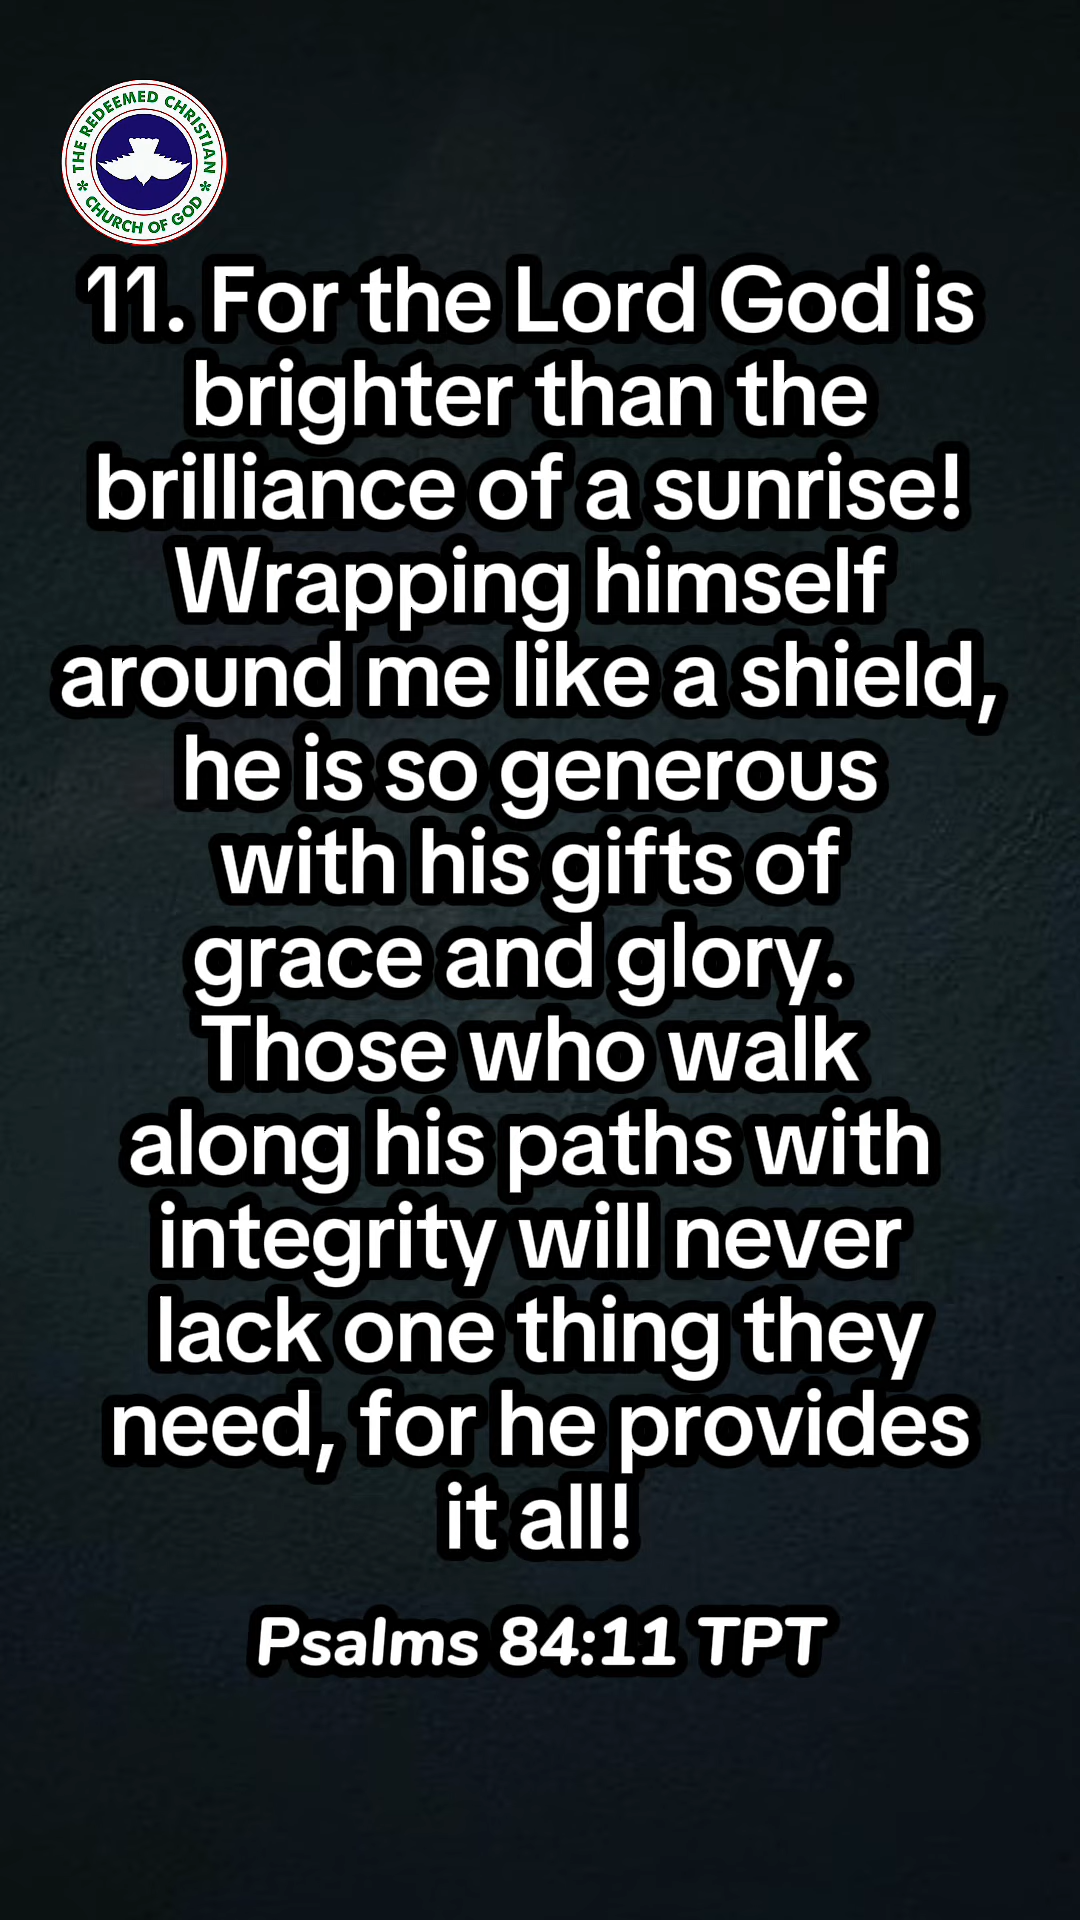 THE REDEEMED CHRISTIAN
* CHURCH OF GOD *
11. For the Lord God is
brighter than the
brilliance of a sunrise!
Wrapping himself
around me like a shield,
he is so generous
with his gifts of
grace and glory.
Those who walk
along his paths with
integrity will never
lack one thing they
need, for he provides
it all!
Psalms 84:11 TPT